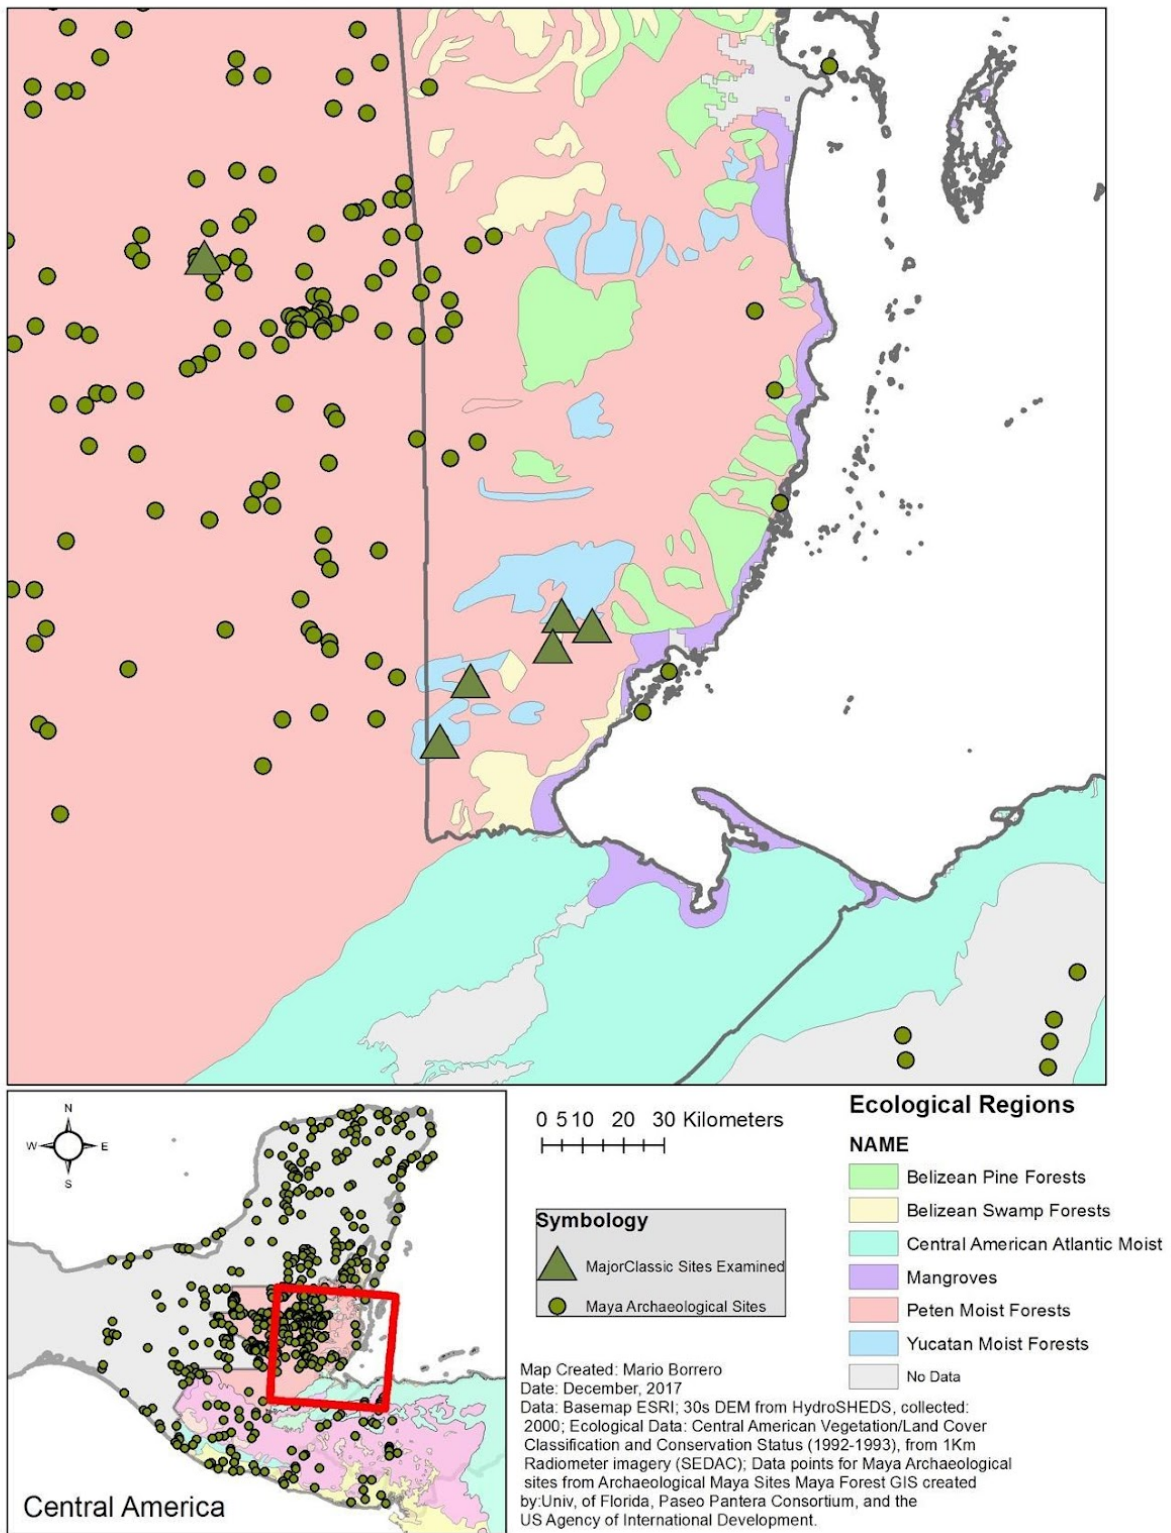 N
W
E
S
Central America
0 5 10 20 30 Kilometers
Symbology
MajorClassic Sites Examined
Maya Archaeological Sites
Ecological Regions
NAME
Belizean Pine Forests
Belizean Swamp Forests
Central American Atlantic Moist
Mangroves
Peten Moist Forests
Yucatan Moist Forests
No Data
Map Created: Mario Borrero
Date: December, 2017
Data: Basemap ESRI; 30s DEM from HydroSHEDS, collected:
2000; Ecological Data: Central American Vegetation/Land Cover
Classification and Conservation Status (1992-1993), from 1Km
Radiometer imagery (SEDAC); Data points for Maya Archaeological
sites from Archaeological Maya Sites Maya Forest GIS created
by:Univ, of Florida, Paseo Pantera Consortium, and the
US Agency of International Development.